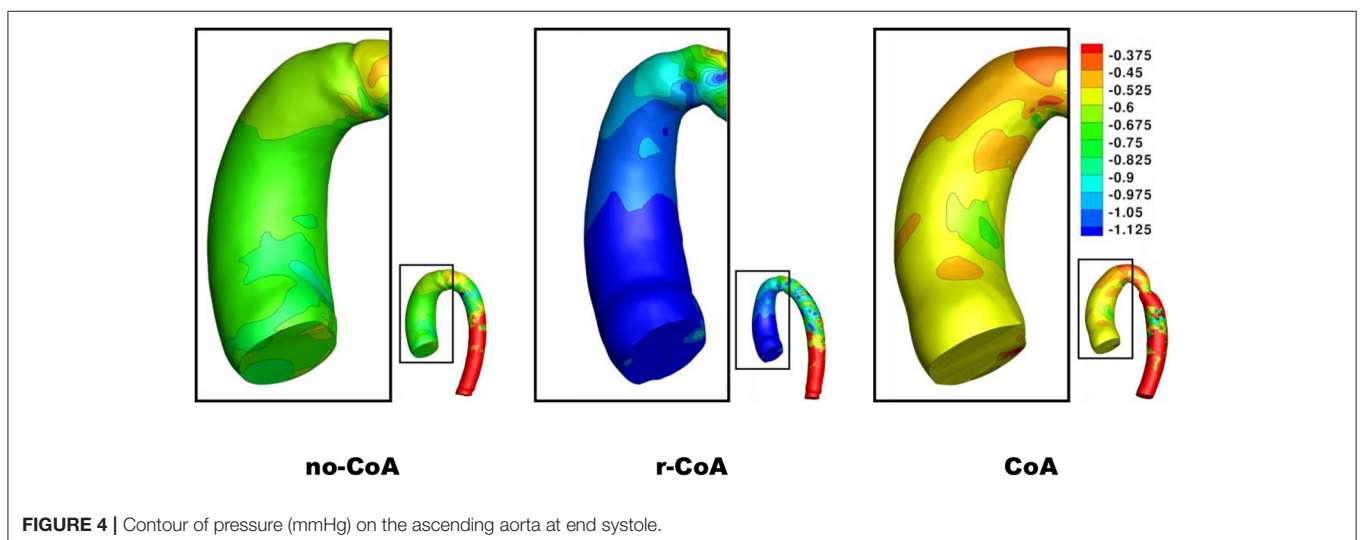 -0.375
-0.45
-0.525
-0.6
-0.675
-0.75
-0.825
-0.9
-0.975
-1.05
-1.125
no-CoA
r-CoA
CoA
FIGURE 4 | Contour of pressure (mmHg) on the ascending aorta at end systole.